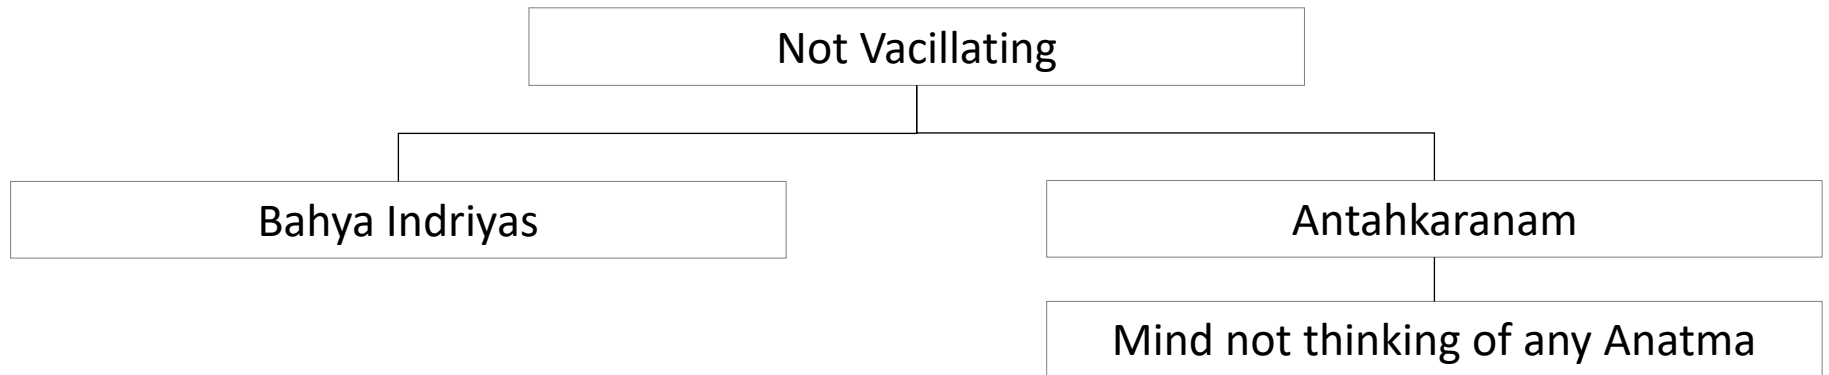 Not Vacillating
Bahya Indriyas
Antahkaranam
Mind not thinking of any Anatma